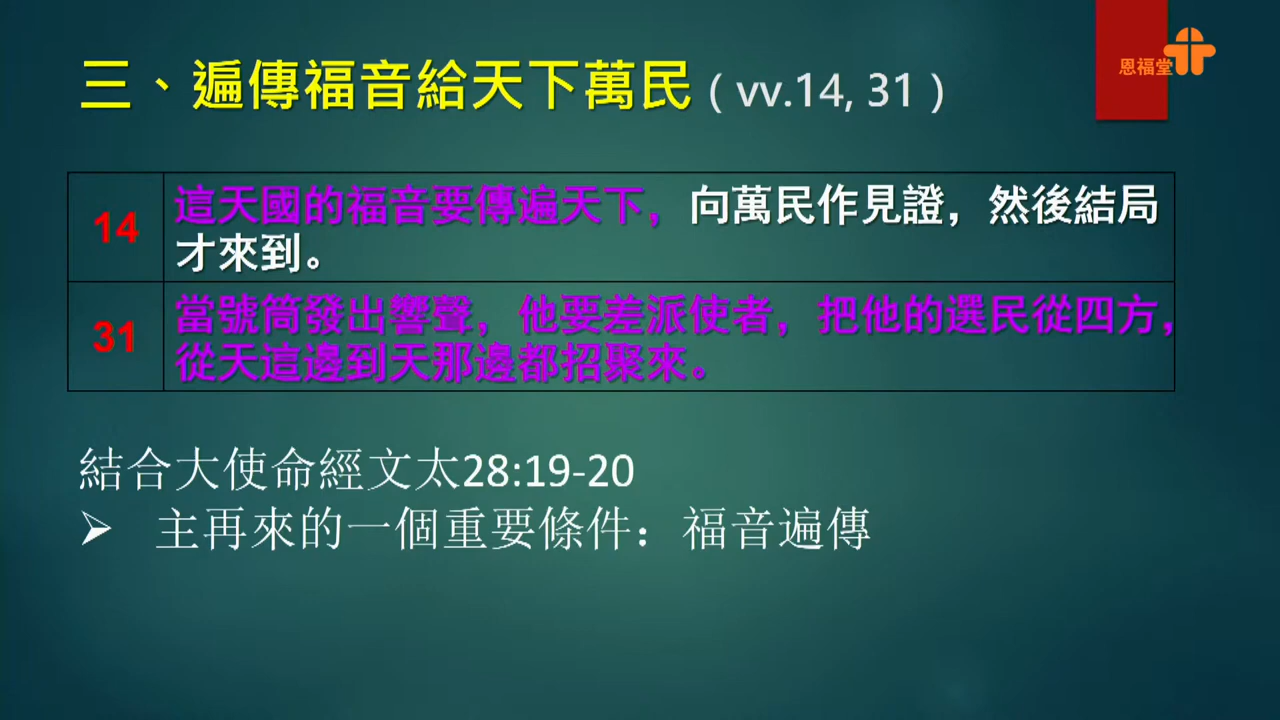 恩福堂
三、遍傳福音給天下萬民（vv.14, 31）
14
這天國的福音要傳遍天下，向萬民作見證，然後結局
才來到。
31
當號筒發出響聲，他要差派使者，把他的選民從四方，
從天這邊到天那邊都招聚來。
結合大使命經文太28:19-20
➢ 主再來的一個重要條件：福音遍傳